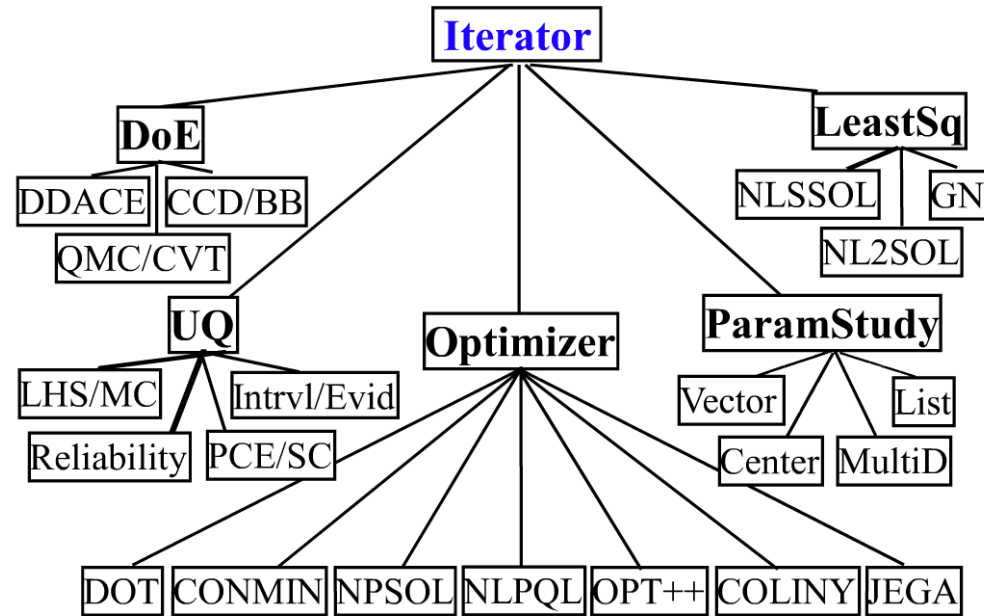 Iterator
DoE
LeastSq
DDACE
CCD/BB
QMC/CVT
NLSSOL
GN
NL2SOL
UQ
Optimizer
ParamStudy
LHS/MC
Intrvl/Evid
Reliability
PCE/SC
Vector
List
Center
MultiD
DOT
CONMIN
NPSOL
NLPQL
OPT++
COLINY
JEGA